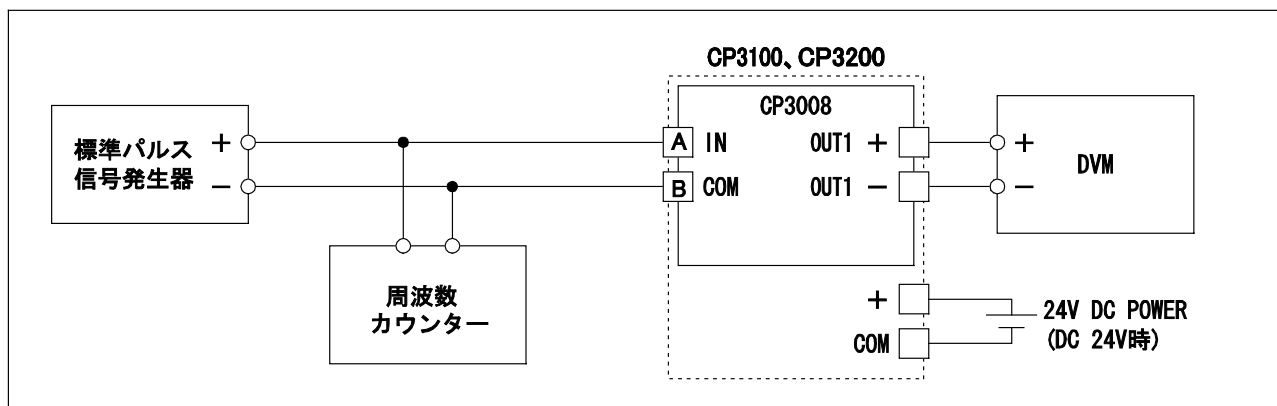 CP3100、CP3200
CP3008
標準パルス
信号発生器
+
−
A IN
B COM
OUT1 +
OUT1 −
+
−
DVM
周波数
カウンター
+
COM
24V DC POWER
(DC 24V時)